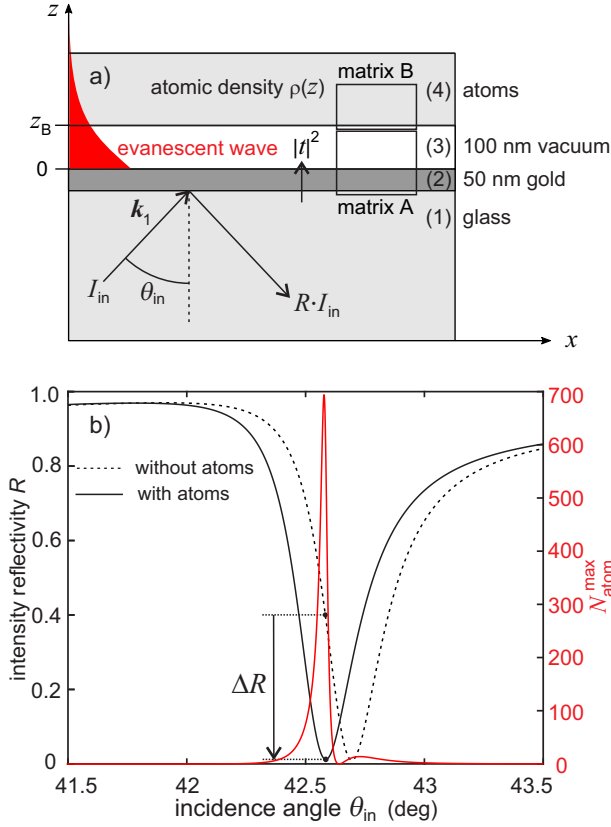 z
a)
atomic density ρ(z)
matrix B
(4) atoms
z_B
evanescent wave
|t|²
(3) 100 nm vacuum
0
(2) 50 nm gold
matrix A
(1) glass
k₁
I_in
θ_in
R·I_in
x
b)
without atoms
with atoms
ΔR
intensity reflectivity R
1.0
0.8
0.6
0.4
0.2
0
N_atom^max
700
600
500
400
300
200
100
0
41.5 42 42.5 43 43.5
incidence angle θ_in (deg)